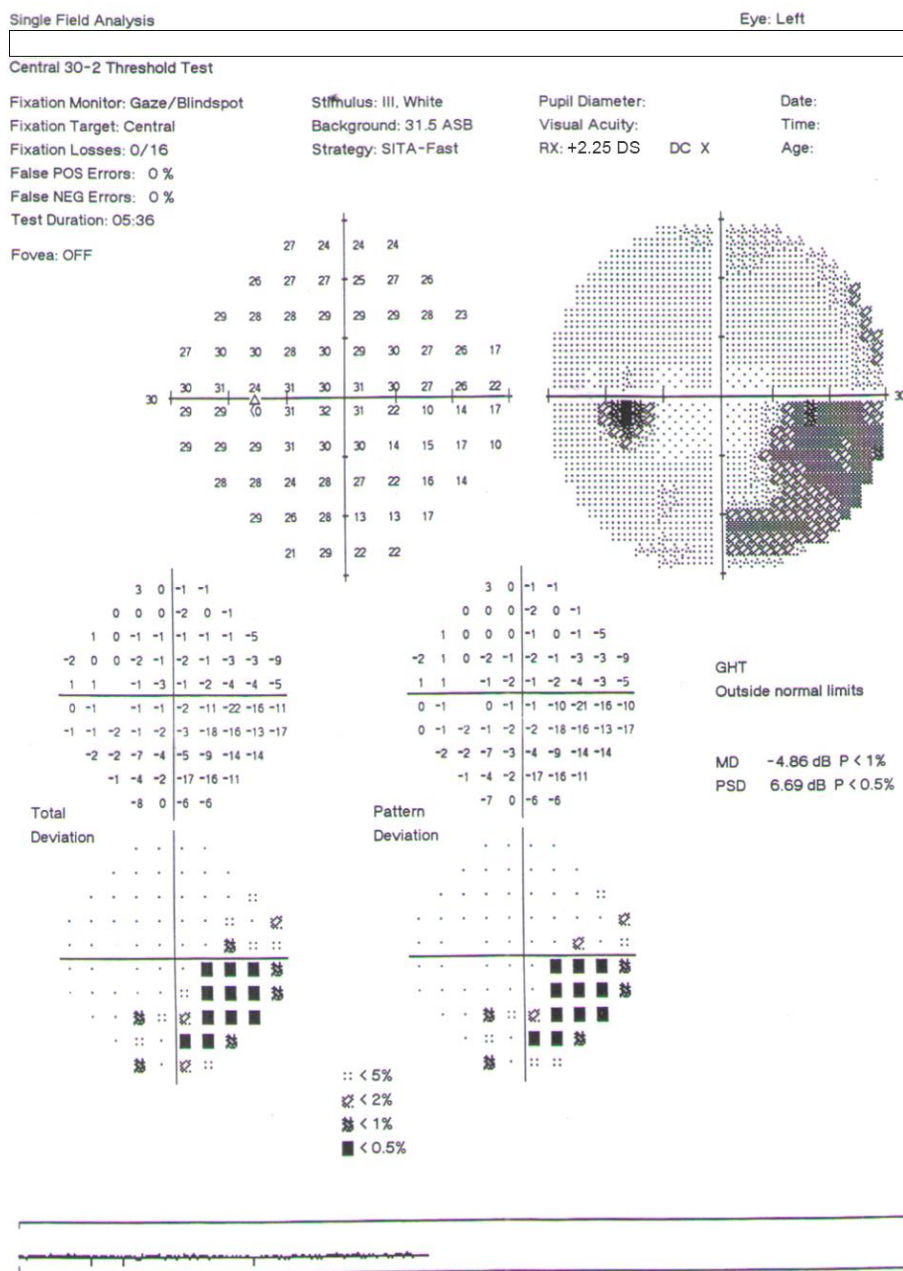 Single Field Analysis Eye: Left
Central 30-2 Threshold Test
Fixation Monitor: Gaze/Blindspot Stimulus: III, White Pupil Diameter: Date:
Fixation Target: Central Background: 31.5 ASB Visual Acuity: Time:
Fixation Losses: 0/16 Strategy: SITA-Fast RX: +2.25 DS DC X Age:
False POS Errors: 0 %
False NEG Errors: 0 %
Test Duration: 05:36
Fovea: OFF
27 24 24 24
26 27 27 25 27 26
29 28 28 29 29 29 28 23
27 30 30 28 30 29 30 27 26 17
30 30 31 24 31 30 31 30 27 26 22 30
29 29 <0 31 32 31 22 10 14 17
29 29 29 31 30 30 14 15 17 10
28 28 24 28 27 22 16 14
29 26 28 13 13 17
21 29 22 22
3 0 -1 -1 3 0 -1 -1
0 0 0 -2 0 -1 0 0 0 -2 0 -1
1 0 -1 -1 -1 -1 -1 -5 1 0 0 0 -1 0 -1 -5
-2 0 0 -2 -1 -2 -1 -3 -3 -9 -2 1 0 -2 -1 -2 -1 -3 -3 -9
1 1 -1 -3 -1 -2 -4 -4 -5 1 1 -1 -2 -1 -2 -4 -3 -5
0 -1 -1 -1 -2 -11 -22 -16 -11 0 -1 0 -1 -1 -10 -21 -16 -10
-1 -1 -2 -1 -2 -3 -18 -16 -13 -17 0 -1 -2 -1 -2 -2 -18 -16 -13 -17
-2 -2 -7 -4 -5 -9 -14 -14 -2 -2 -7 -3 -4 -9 -14 -14
-1 -4 -2 -17 -16 -11 -1 -4 -2 -17 -16 -11
-8 0 -6 -6 -7 0 -6 -6
GHT
Outside normal limits
MD -4.86 dB P < 1%
PSD 6.69 dB P < 0.5%
Total Deviation
Pattern Deviation
< 5%
< 2%
< 1%
< 0.5%